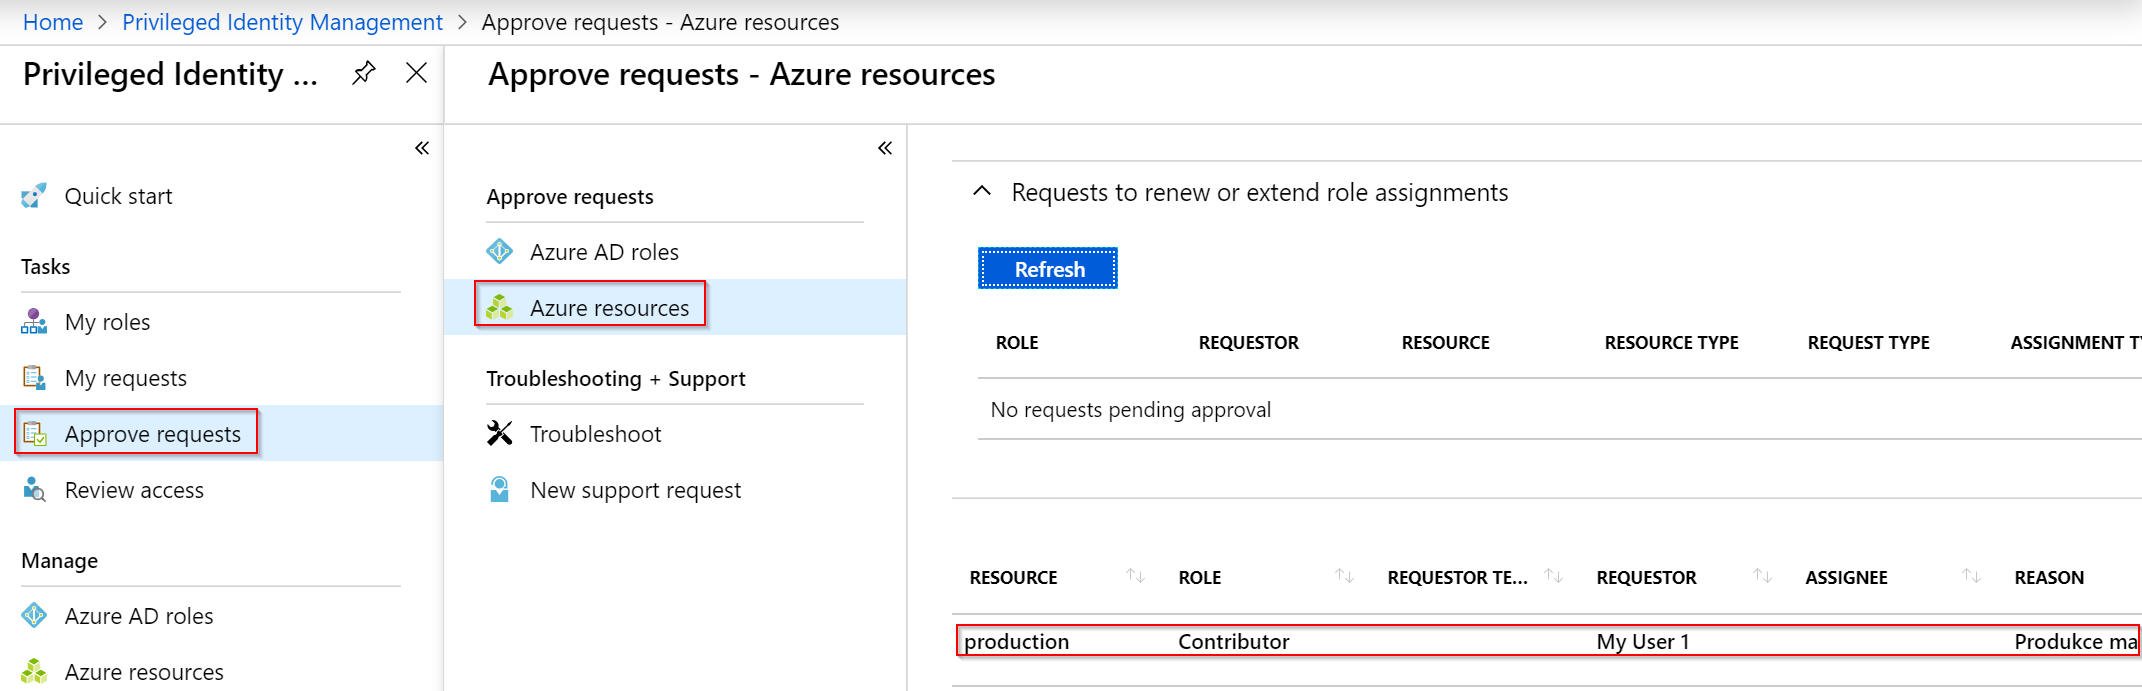 Home > Privileged Identity Management > Approve requests - Azure resources
Privileged Identity ...
Approve requests - Azure resources
Quick start
Tasks
My roles
My requests
Approve requests
Review access
Manage
Azure AD roles
Azure resources
Approve requests
Azure AD roles
Azure resources
Troubleshooting + Support
Troubleshoot
New support request
Requests to renew or extend role assignments
Refresh
ROLE REQUESTOR RESOURCE RESOURCE TYPE REQUEST TYPE ASSIGNMENT T
No requests pending approval
RESOURCE ROLE REQUESTOR TE... REQUESTOR ASSIGNEE REASON
production Contributor My User 1 Produkce ma